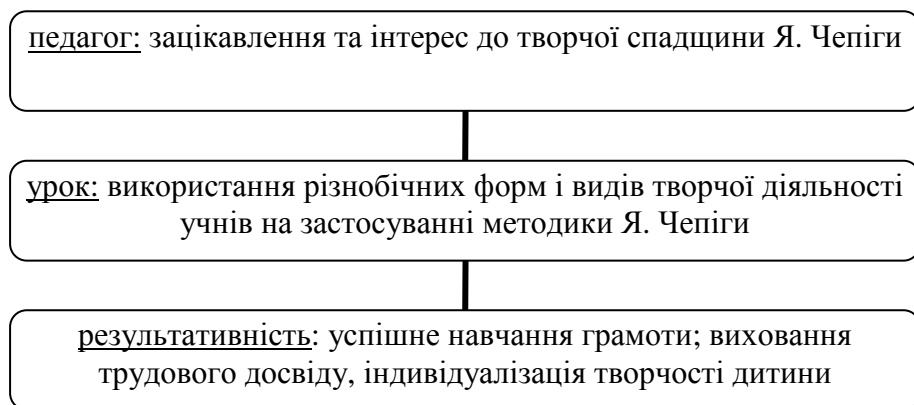 педагог: зацікавлення та інтерес до творчої спадщини Я. Чепіги
урок: використання різнобічних форм і видів творчої діяльності
учнів на застосуванні методики Я. Чепіги
результативність: успішне навчання грамоти; виховання
трудового досвіду, індивідуалізація творчості дитини